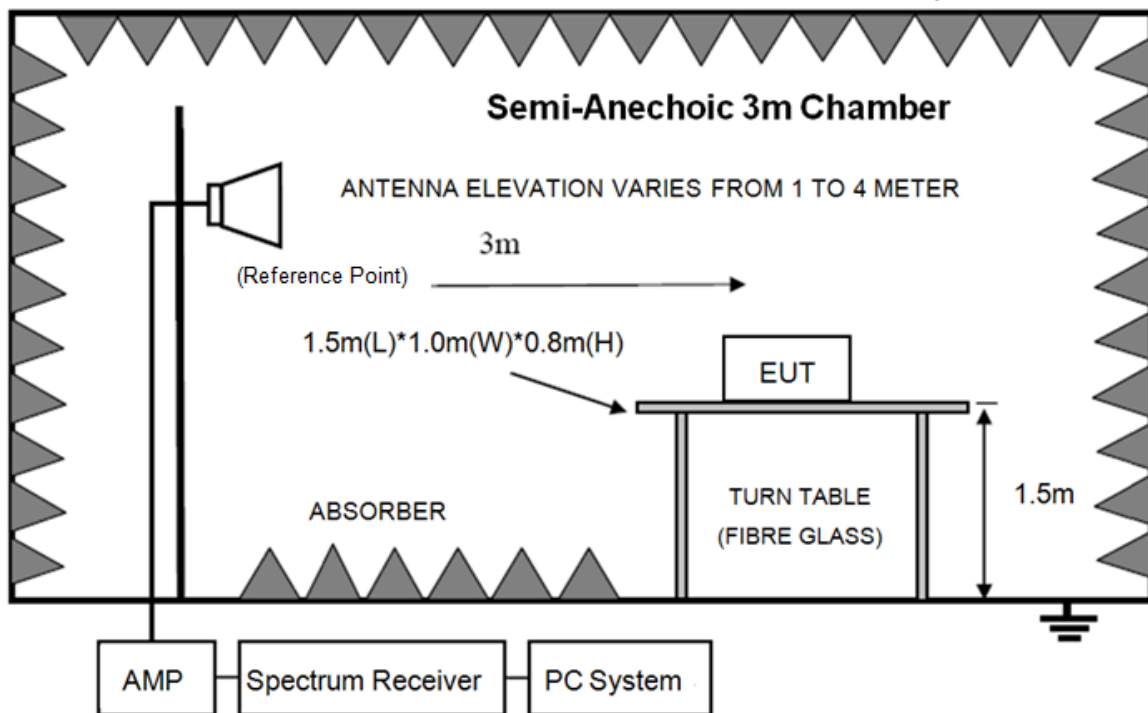 Semi-Anechoic 3m Chamber
ANTENNA ELEVATION VARIES FROM 1 TO 4 METER
3m
(Reference Point)
1.5m(L)*1.0m(W)*0.8m(H)
EUT
ABSORBER
TURN TABLE
(FIBRE GLASS)
1.5m
AMP
Spectrum Receiver
PC System